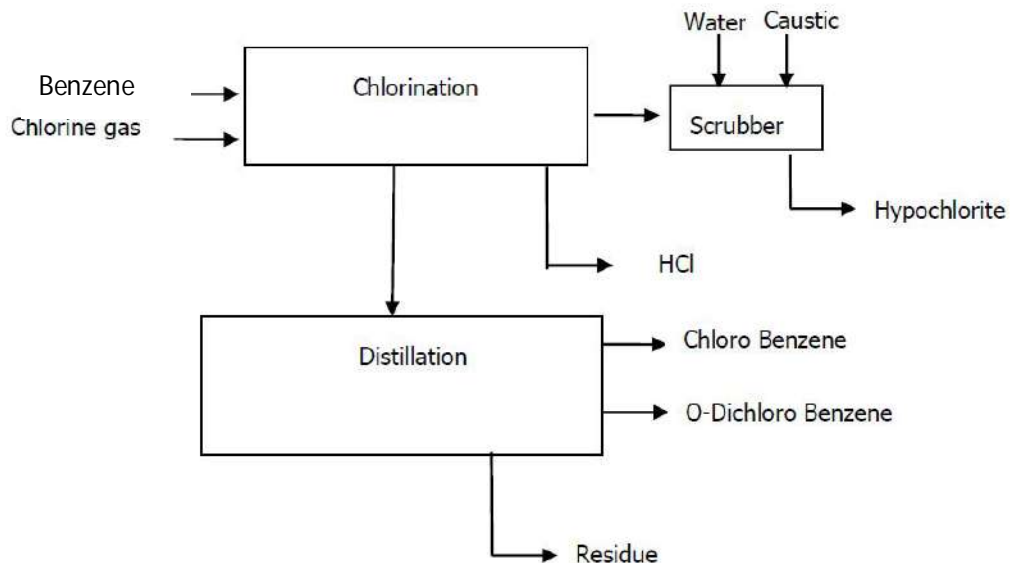 Water Caustic
Benzene
Chlorination
Chlorine gas
Scrubber
Hypochlorite
HCl
Chloro Benzene
Distillation
O-Dichloro Benzene
Residue